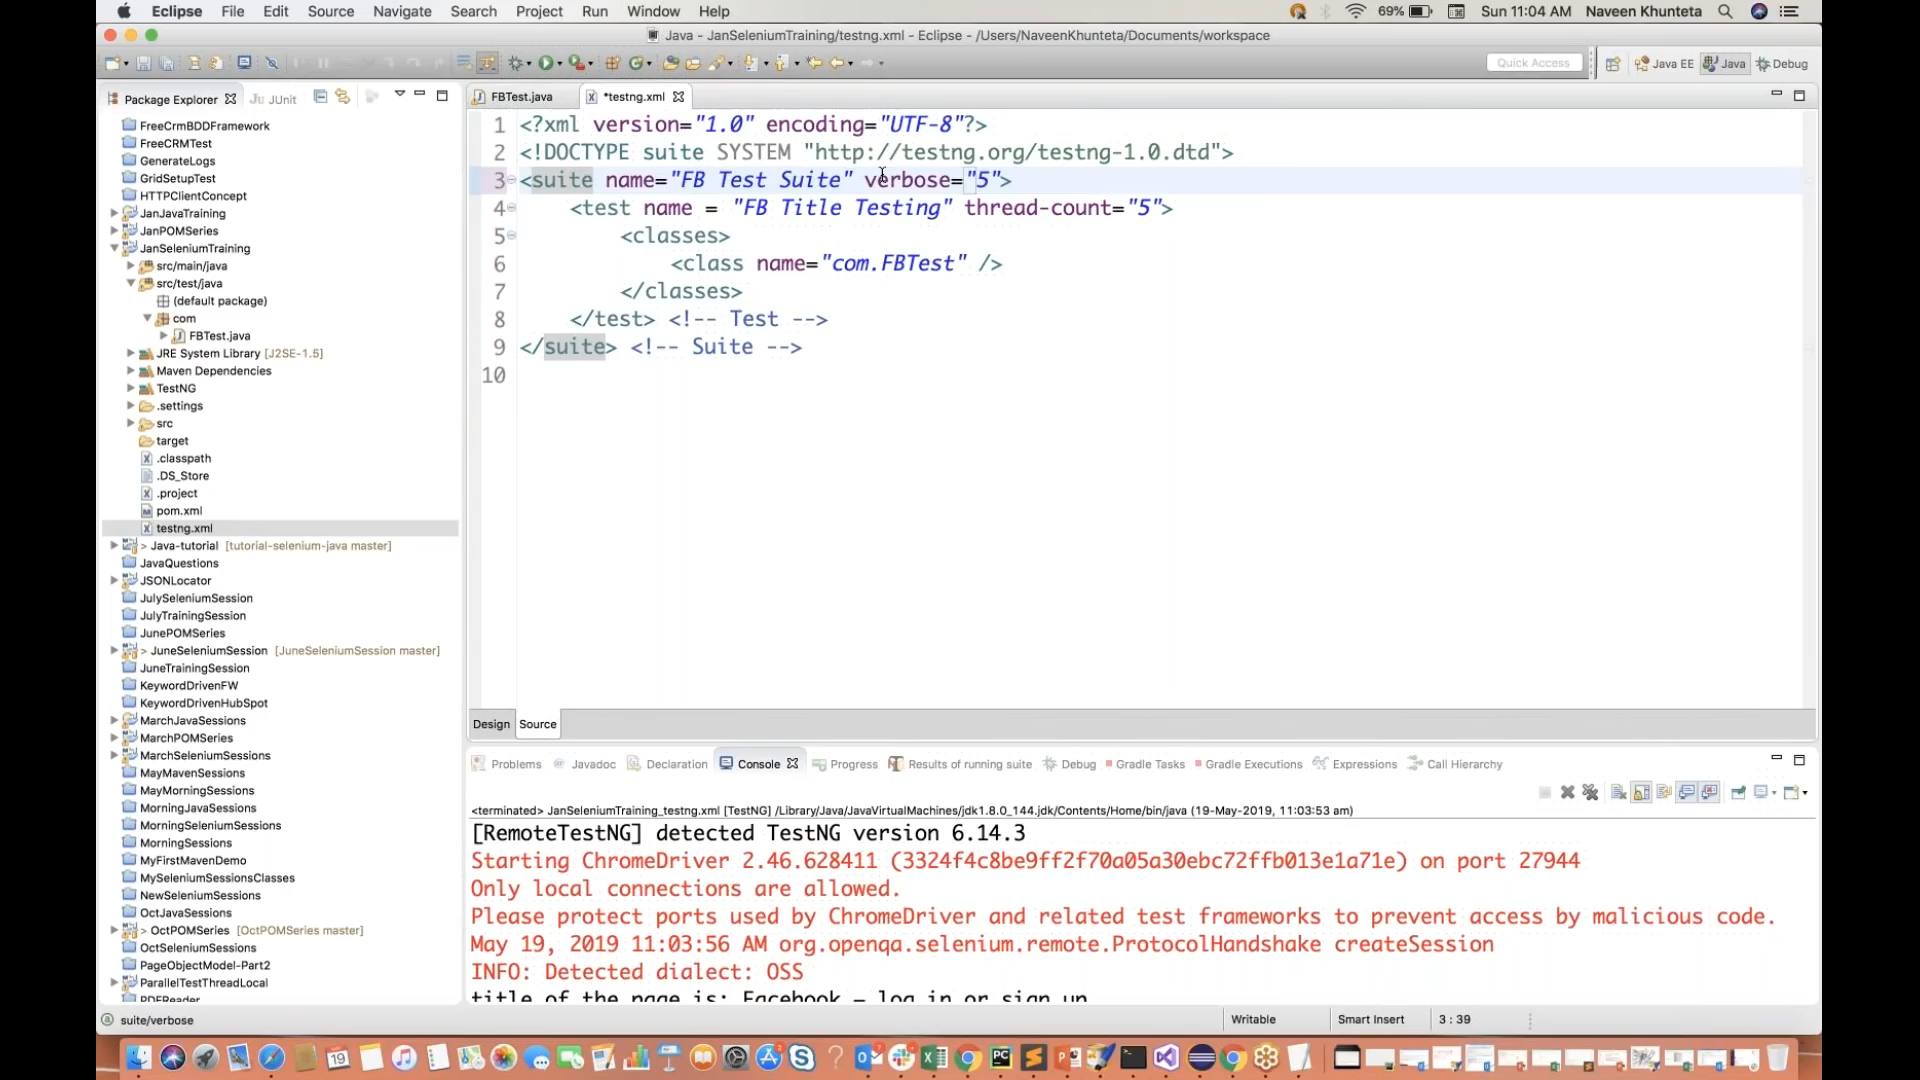 Eclipse File Edit Source Navigate Search Project Run Window Help 69% Sun 11:04 AM Naveen Khunteta
Java - JanSeleniumTraining/testng.xml - Eclipse - /Users/NaveenKhunteta/Documents/workspace
Quick Access Java EE Java Debug
Package Explorer JUnit
FreeCrmBDDFramework
FreeCRMTest
GenerateLogs
GridSetupTest
HTTPClientConcept
JanJavaTraining
JanPOMSeries
JanSeleniumTraining
src/main/java
src/test/java
(default package)
com
FBTest.java
JRE System Library [J2SE-1.5]
Maven Dependencies
TestNG
.settings
src
target
.classpath
.DS_Store
.project
pom.xml
testng.xml
> Java-tutorial [tutorial-selenium-java master]
JavaQuestions
JSONLocator
JulySeleniumSession
JulyTrainingSession
JunePOMSeries
> JuneSeleniumSession [JuneSeleniumSession master]
JuneTrainingSession
KeywordDrivenFW
KeywordDrivenHubSpot
MarchJavaSessions
MarchPOMSeries
MarchSeleniumSessions
MayMavenSessions
MayMorningSessions
MorningJavaSessions
MorningSeleniumSessions
MorningSessions
MyFirstMavenDemo
MySeleniumSessionsClasses
NewSeleniumSessions
OctJavaSessions
> OctPOMSeries [OctPOMSeries master]
OctSeleniumSessions
PageObjectModel-Part2
ParallelTestThreadLocal
PDFReader
FBTest.java *testng.xml
1 <?xml version="1.0" encoding="UTF-8"?>
2 <!DOCTYPE suite SYSTEM "http://testng.org/testng-1.0.dtd">
3 <suite name="FB Test Suite" verbose="5">
4 <test name = "FB Title Testing" thread-count="5">
5 <classes>
6 <class name="com.FBTest" />
7 </classes>
8 </test> <!-- Test -->
9 </suite> <!-- Suite -->
10
Design Source
Problems Javadoc Declaration Console Progress Results of running suite Debug Gradle Tasks Gradle Executions Expressions Call Hierarchy
<terminated> JanSeleniumTraining_testng.xml [TestNG] /Library/Java/JavaVirtualMachines/jdk1.8.0_144.jdk/Contents/Home/bin/java (19-May-2019, 11:03:53 am)
[RemoteTestNG] detected TestNG version 6.14.3
Starting ChromeDriver 2.46.628411 (3324f4c8be9ff2f70a05a30ebc72ffb013e1a71e) on port 27944
Only local connections are allowed.
Please protect ports used by ChromeDriver and related test frameworks to prevent access by malicious code.
May 19, 2019 11:03:56 AM org.openqa.selenium.remote.ProtocolHandshake createSession
INFO: Detected dialect: OSS
title of the page is: Facebook – log in or sign up
suite/verbose Writable Smart Insert 3 : 39